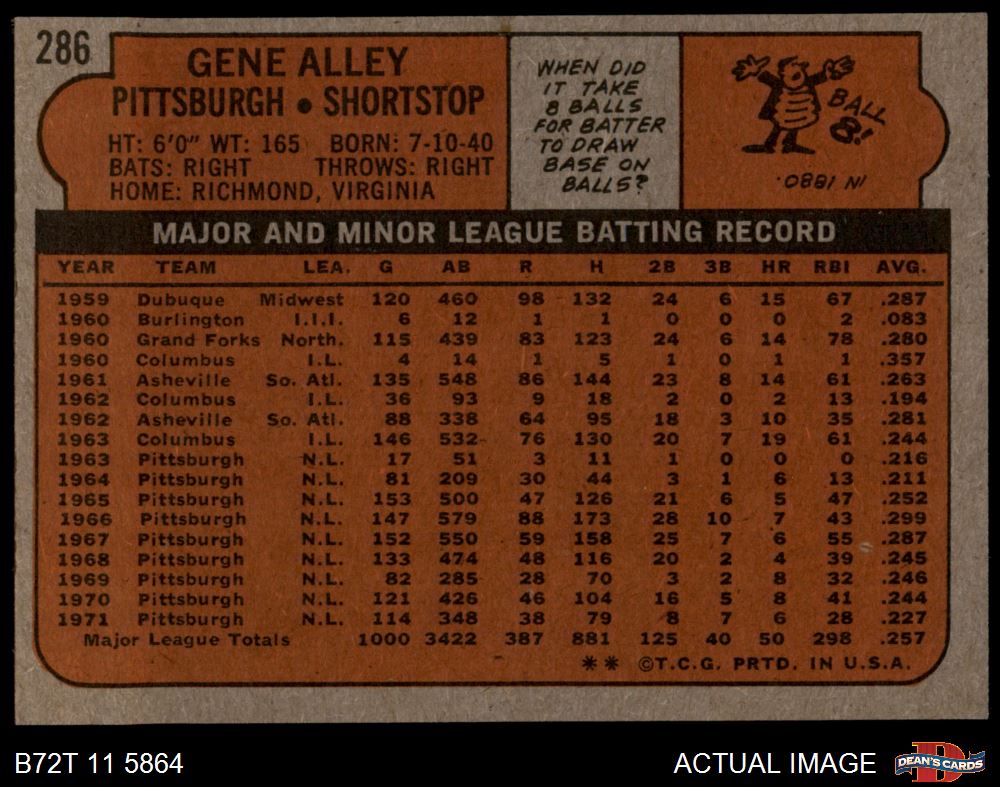 286
GENE ALLEY
PITTSBURGH • SHORTSTOP
HT: 6'0" WT: 165 BORN: 7-10-40
BATS: RIGHT THROWS: RIGHT
HOME: RICHMOND, VIRGINIA
WHEN DID
IT TAKE
8 BALLS
FOR BATTER
TO DRAW
BASE ON
BALLS?
BALL
8!
IN 1880.
MAJOR AND MINOR LEAGUE BATTING RECORD
YEAR TEAM LEA. G AB R H 2B 3B HR RBI AVG.
1959 Dubuque Midwest 120 460 98 132 24 6 15 67 .287
1960 Burlington I.I.I. 6 12 1 1 0 0 0 2 .083
1960 Grand Forks North. 115 439 83 123 24 6 14 78 .280
1960 Columbus I.L. 4 14 1 5 1 0 1 1 .357
1961 Asheville So. Atl. 135 548 86 144 23 8 14 61 .263
1962 Columbus I.L. 36 93 9 18 2 0 2 13 .194
1962 Asheville So. Atl. 88 338 64 95 18 3 10 35 .281
1963 Columbus I.L. 146 532 76 130 20 7 19 61 .244
1963 Pittsburgh N.L. 17 51 3 11 1 0 0 0 .216
1964 Pittsburgh N.L. 81 209 30 44 3 1 6 13 .211
1965 Pittsburgh N.L. 153 500 47 126 21 6 5 47 .252
1966 Pittsburgh N.L. 147 579 88 173 28 10 7 43 .299
1967 Pittsburgh N.L. 152 550 59 158 25 7 6 55 .287
1968 Pittsburgh N.L. 133 474 48 116 20 2 4 39 .245
1969 Pittsburgh N.L. 82 285 28 70 3 2 8 32 .246
1970 Pittsburgh N.L. 121 426 46 104 16 5 8 41 .244
1971 Pittsburgh N.L. 114 348 38 79 8 7 6 28 .227
Major League Totals 1000 3422 387 881 125 40 50 298 .257
** ©T.C.G. PRTD. IN U.S.A.
B72T 11 5864
ACTUAL IMAGE
DEAN'S CARDS